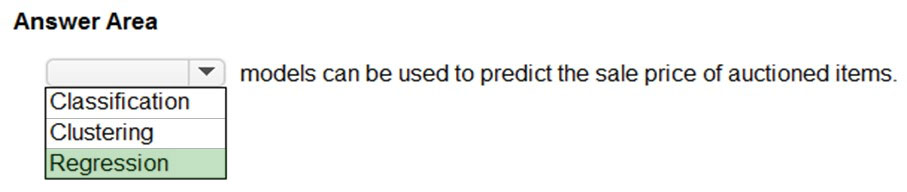 Answer Area
models can be used to predict the sale price of auctioned items.
Classification
Clustering
Regression